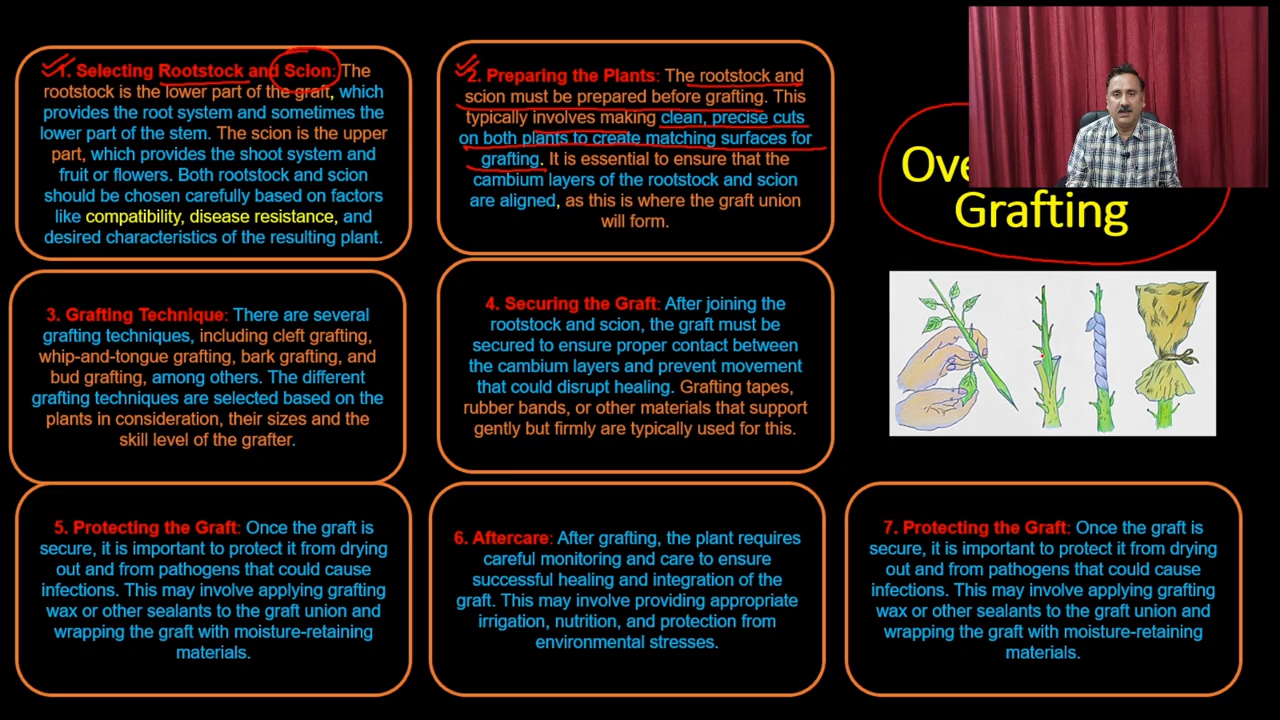 1. Selecting Rootstock and Scion: The
rootstock is the lower part of the graft, which
provides the root system and sometimes the
lower part of the stem. The scion is the upper
part, which provides the shoot system and
fruit or flowers. Both rootstock and scion
should be chosen carefully based on factors
like compatibility, disease resistance, and
desired characteristics of the resulting plant.
2. Preparing the Plants: The rootstock and
scion must be prepared before grafting. This
typically involves making clean, precise cuts
on both plants to create matching surfaces for
grafting. It is essential to ensure that the
cambium layers of the rootstock and scion
are aligned, as this is where the graft union
will form.
Grafting
3. Grafting Technique: There are several
grafting techniques, including cleft grafting,
whip-and-tongue grafting, bark grafting, and
bud grafting, among others. The different
grafting techniques are selected based on the
plants in consideration, their sizes and the
skill level of the grafter.
4. Securing the Graft: After joining the
rootstock and scion, the graft must be
secured to ensure proper contact between
the cambium layers and prevent movement
that could disrupt healing. Grafting tapes,
rubber bands, or other materials that support
gently but firmly are typically used for this.
5. Protecting the Graft: Once the graft is
secure, it is important to protect it from drying
out and from pathogens that could cause
infections. This may involve applying grafting
wax or other sealants to the graft union and
wrapping the graft with moisture-retaining
materials.
6. Aftercare: After grafting, the plant requires
careful monitoring and care to ensure
successful healing and integration of the
graft. This may involve providing appropriate
irrigation, nutrition, and protection from
environmental stresses.
7. Protecting the Graft: Once the graft is
secure, it is important to protect it from drying
out and from pathogens that could cause
infections. This may involve applying grafting
wax or other sealants to the graft union and
wrapping the graft with moisture-retaining
materials.